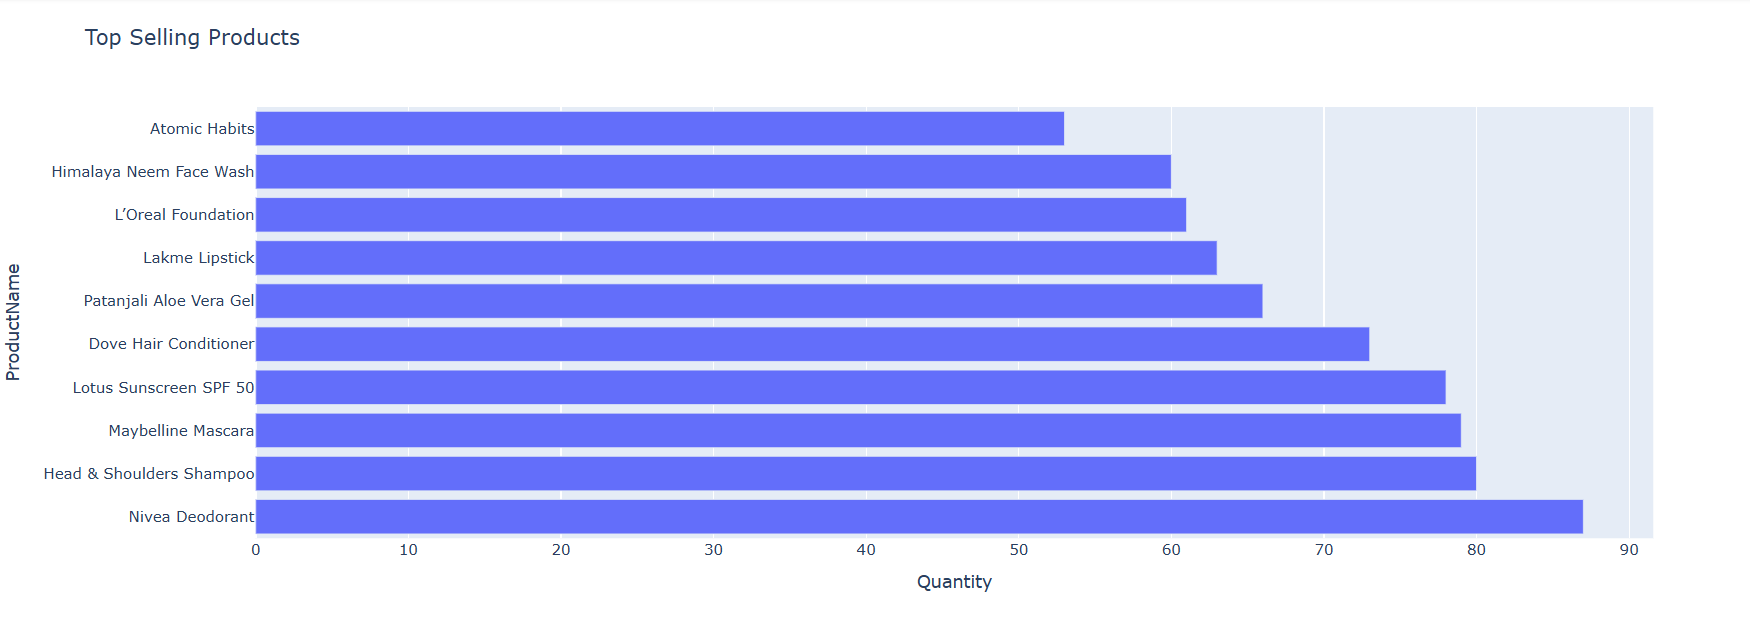 Top Selling Products
ProductName
Atomic Habits
Himalaya Neem Face Wash
L’Oreal Foundation
Lakme Lipstick
Patanjali Aloe Vera Gel
Dove Hair Conditioner
Lotus Sunscreen SPF 50
Maybelline Mascara
Head & Shoulders Shampoo
Nivea Deodorant
0 10 20 30 40 50 60 70 80 90
Quantity